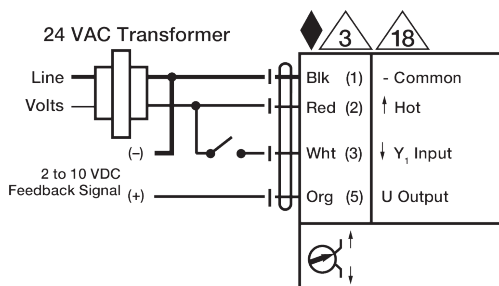 24 VAC Transformer
3
18
Line
Volts
Blk (1) - Common
Red (2) ↑ Hot
(–)
Wht (3) ↓ Y₁ Input
2 to 10 VDC
Feedback Signal (+)
Org (5) U Output